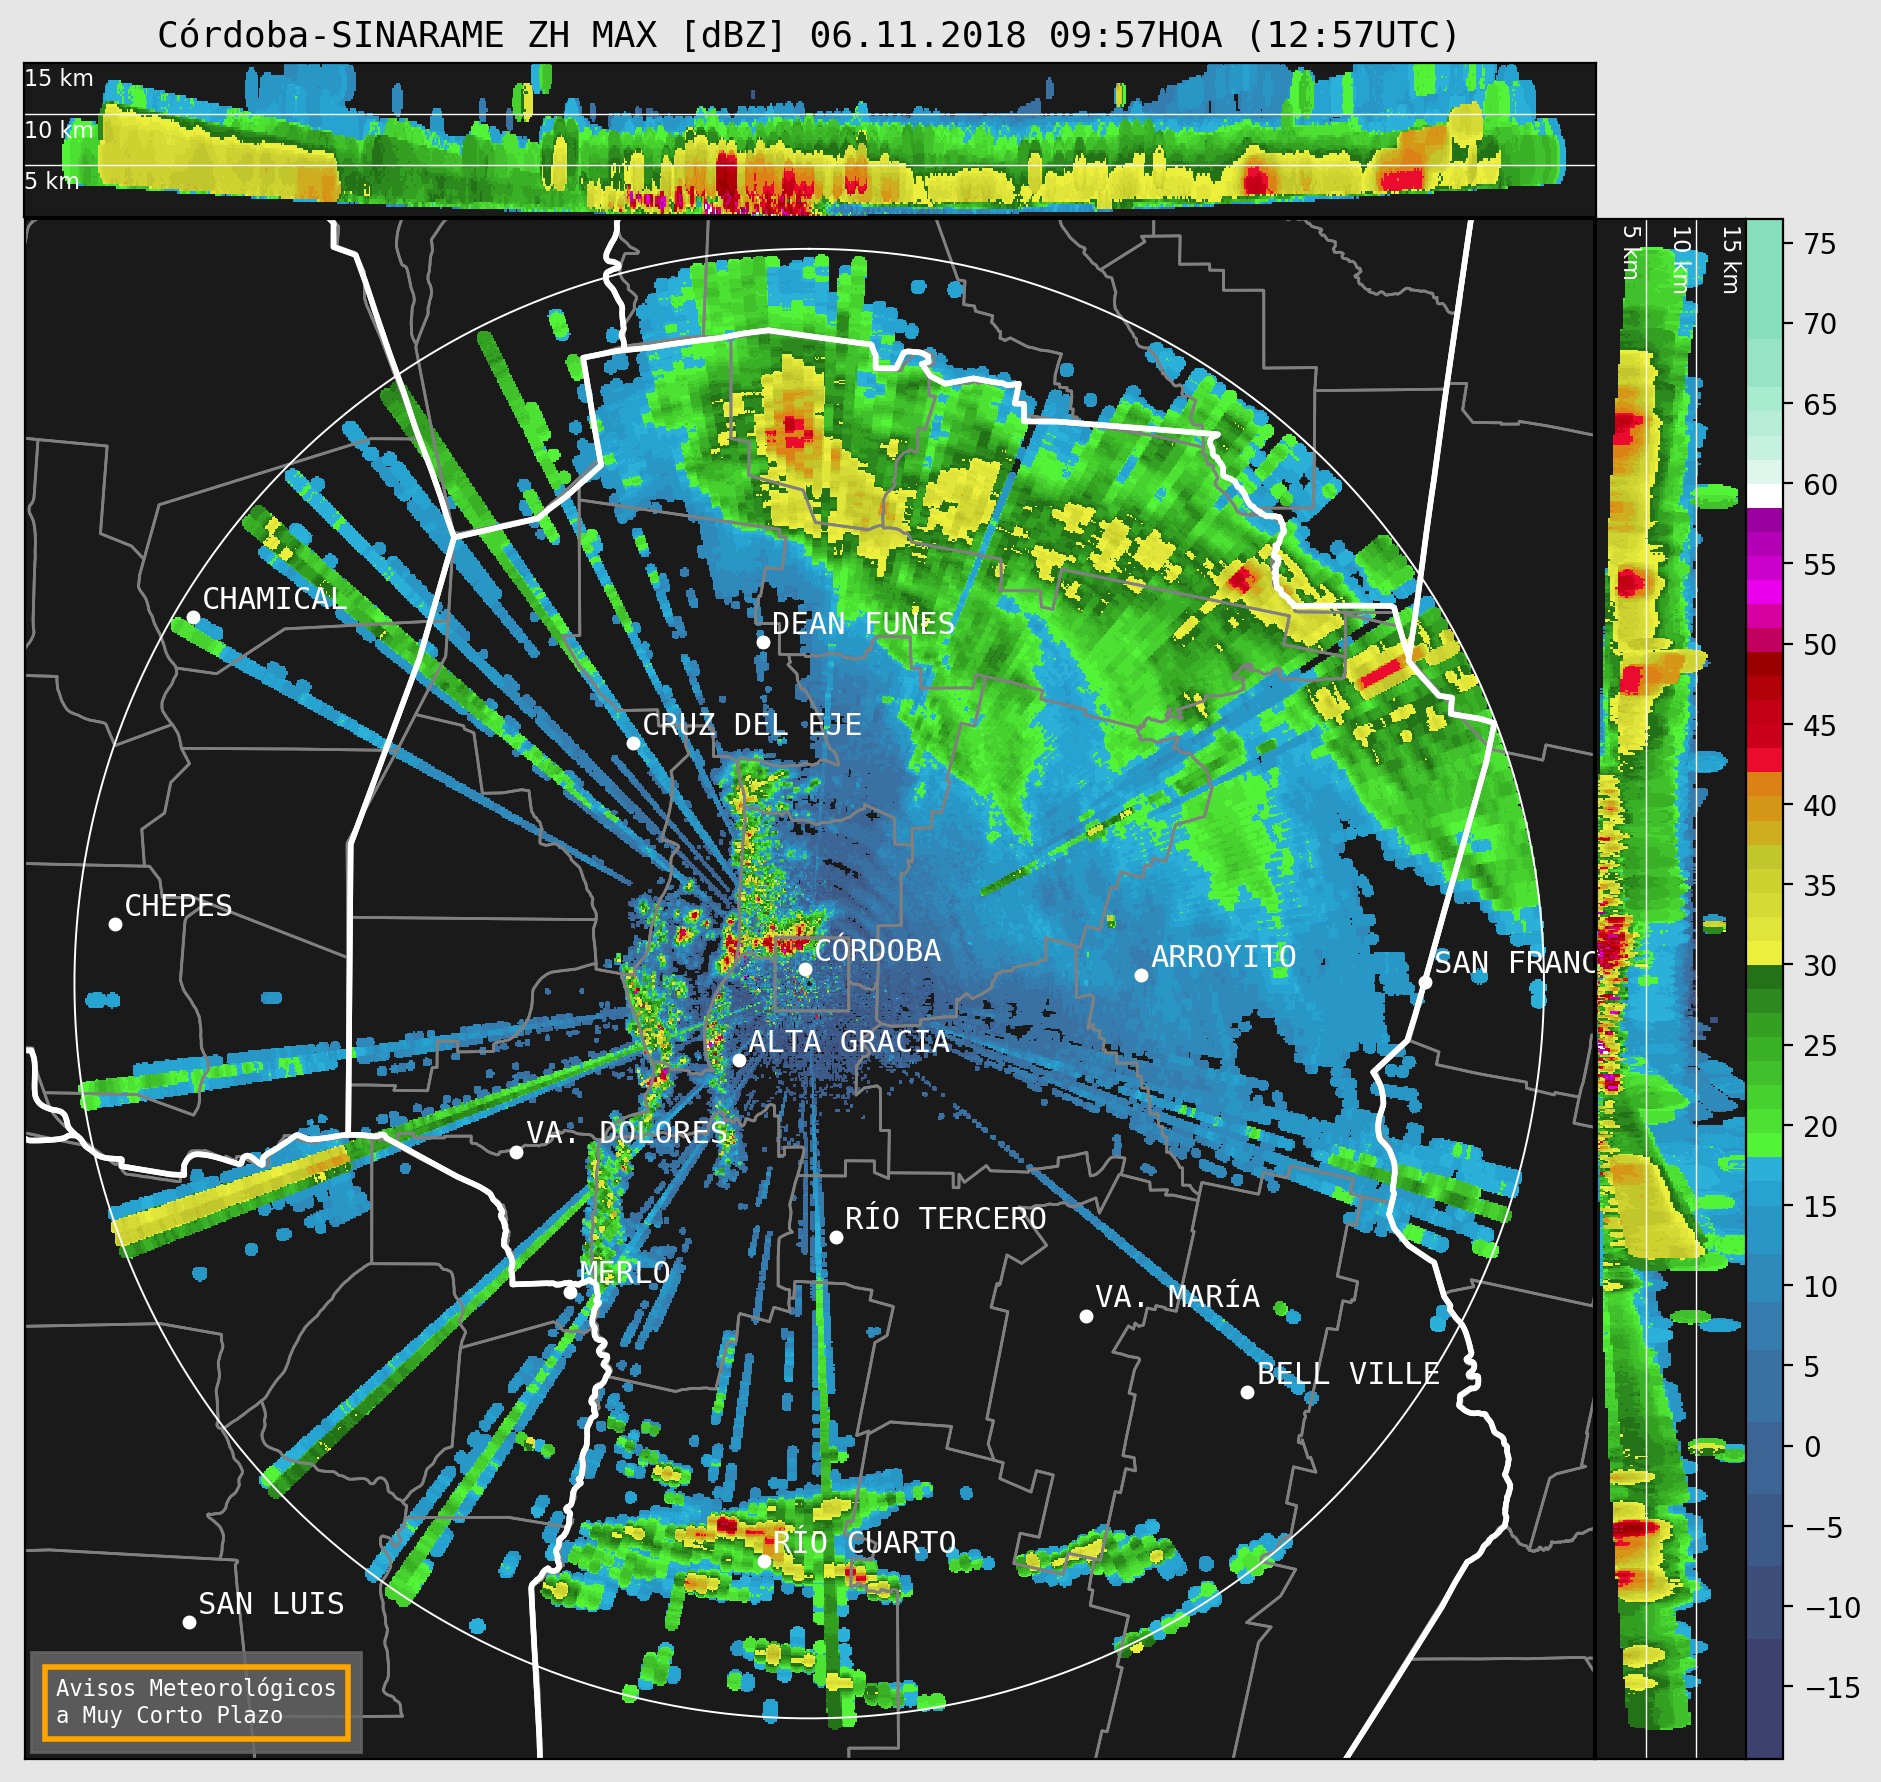 Córdoba-SINARAME ZH MAX [dBZ] 06.11.2018 09:57HOA (12:57UTC)
15 km
10 km
5 km
5 km
10 km
15 km
75
70
65
60
55
50
45
40
35
30
25
20
15
10
5
0
−5
−10
−15
CHAMICAL
DEAN FUNES
CRUZ DEL EJE
CHEPES
CÓRDOBA
ARROYITO
SAN FRANC
ALTA GRACIA
VA. DOLORES
RÍO TERCERO
MERLO
VA. MARÍA
BELL VILLE
RÍO CUARTO
SAN LUIS
Avisos Meteorológicos
a Muy Corto Plazo